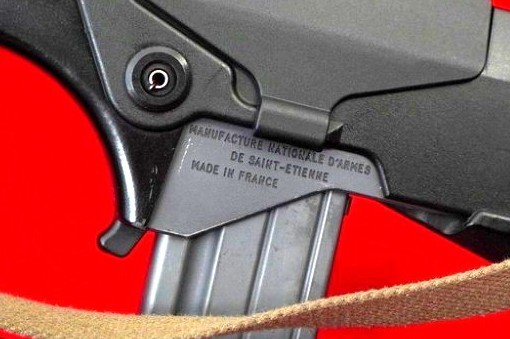 MANUFACTURE NATIONALE D'ARMES
DE SAINT-ETIENNE
MADE IN FRANCE